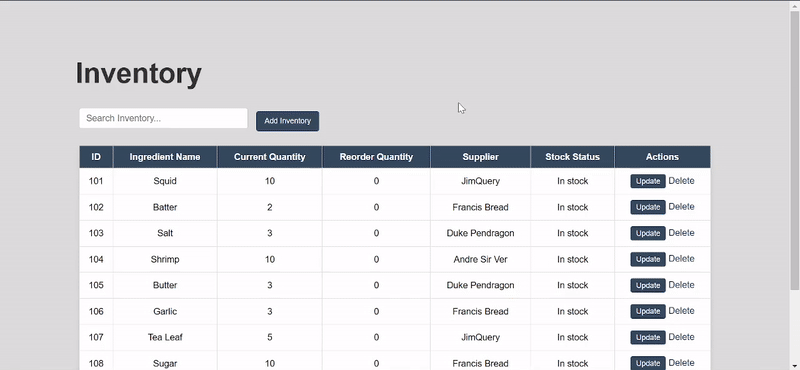 Inventory
Search Inventory... Add Inventory
ID Ingredient Name Current Quantity Reorder Quantity Supplier Stock Status Actions
101 Squid 10 0 JimQuery In stock Update Delete
102 Batter 2 0 Francis Bread In stock Update Delete
103 Salt 3 0 Duke Pendragon In stock Update Delete
104 Shrimp 10 0 Andre Sir Ver In stock Update Delete
105 Butter 3 0 Duke Pendragon In stock Update Delete
106 Garlic 3 0 Francis Bread In stock Update Delete
107 Tea Leaf 5 0 JimQuery In stock Update Delete
108 Sugar 10 0 Francis Bread In stock Update Delete